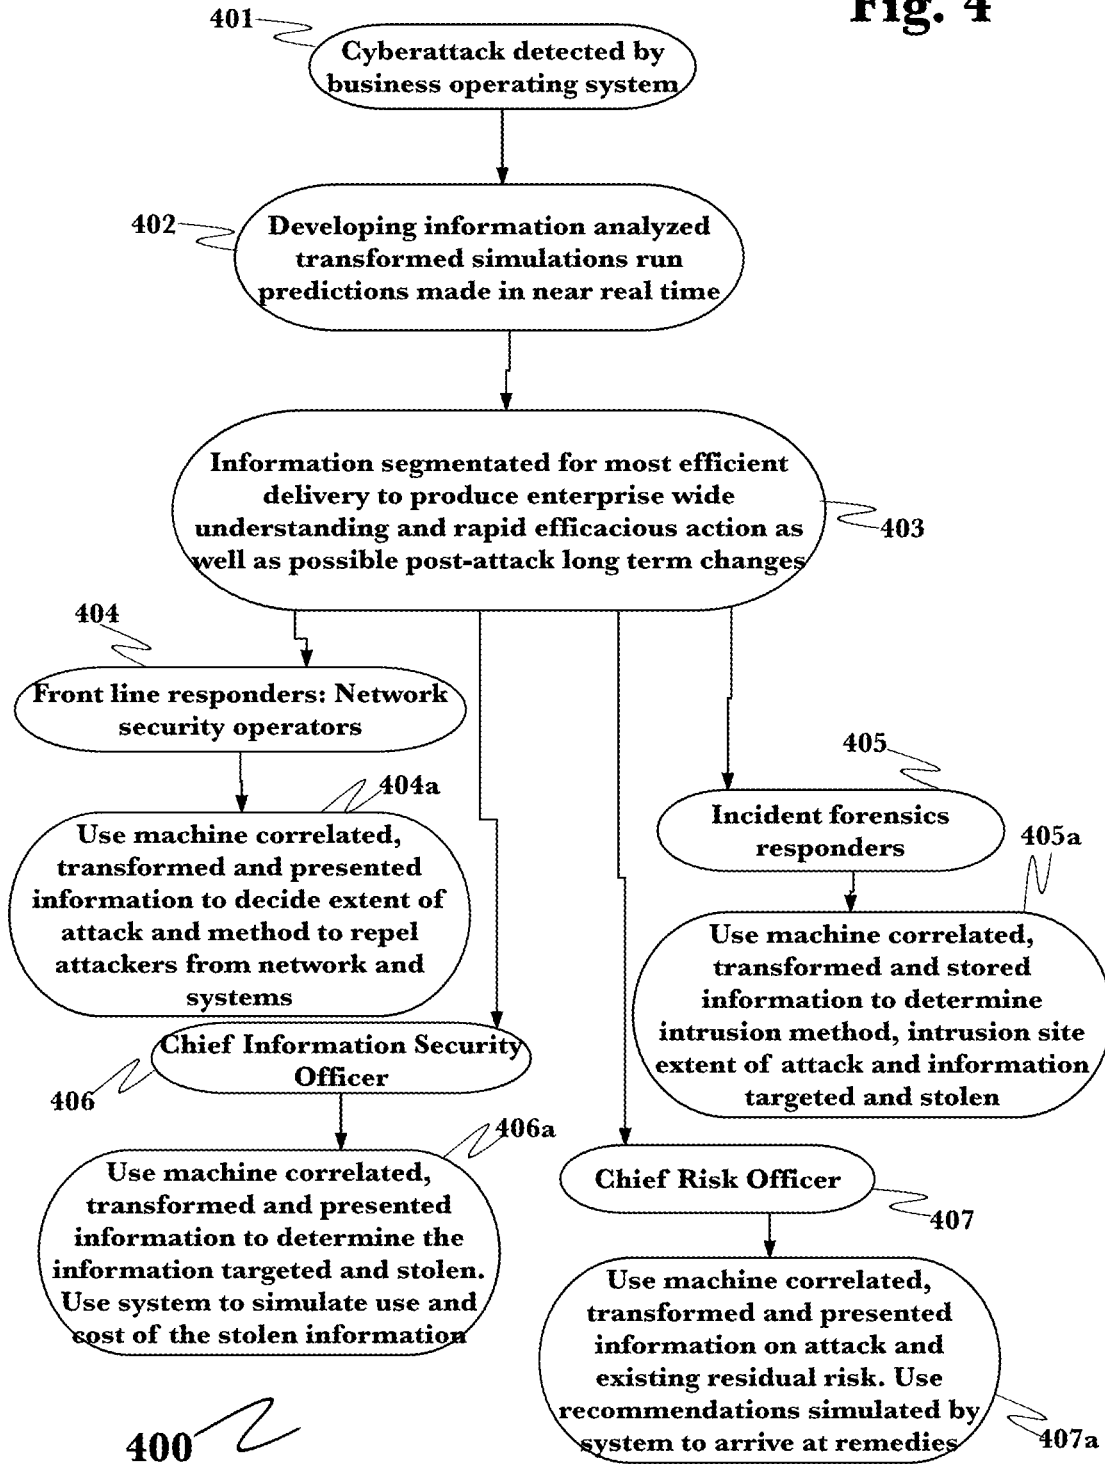 Fig. 4
401
Cyberattack detected by
business operating system
402
Developing information analyzed
transformed simulations run
predictions made in near real time
Information segmentated for most efficient
delivery to produce enterprise wide
understanding and rapid efficacious action as
well as possible post-attack long term changes
403
404
Front line responders: Network
security operators
404a
Use machine correlated,
transformed and presented
information to decide extent of
attack and method to repel
attackers from network and
systems
405
Incident forensics
responders
405a
Use machine correlated,
transformed and stored
information to determine
intrusion method, intrusion site
extent of attack and information
targeted and stolen
Chief Information Security
Officer
406
406a
Use machine correlated,
transformed and presented
information to determine the
information targeted and stolen.
Use system to simulate use and
cost of the stolen information
Chief Risk Officer
407
Use machine correlated,
transformed and presented
information on attack and
existing residual risk. Use
recommendations simulated by
system to arrive at remedies
407a
400